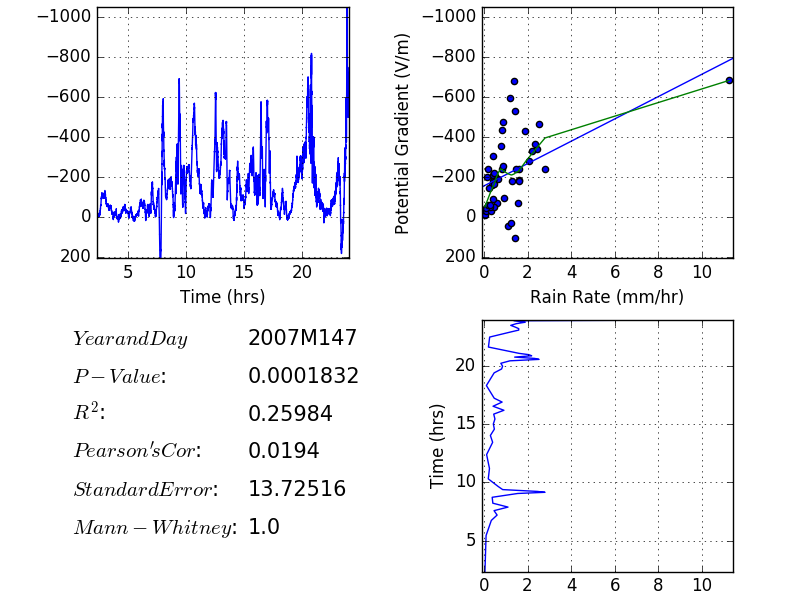 −1000
−800
−600
−400
−200
0
200
5 10 15 20
Time (hrs)
Potential Gradient (V/m)
−1000
−800
−600
−400
−200
0
200
0 2 4 6 8 10
Rain Rate (mm/hr)
YearandDay 2007M147
P−Value: 0.0001832
R²: 0.25984
Pearson'sCor: 0.0194
StandardError: 13.72516
Mann−Whitney: 1.0
Time (hrs)
20
15
10
5
0 2 4 6 8 10